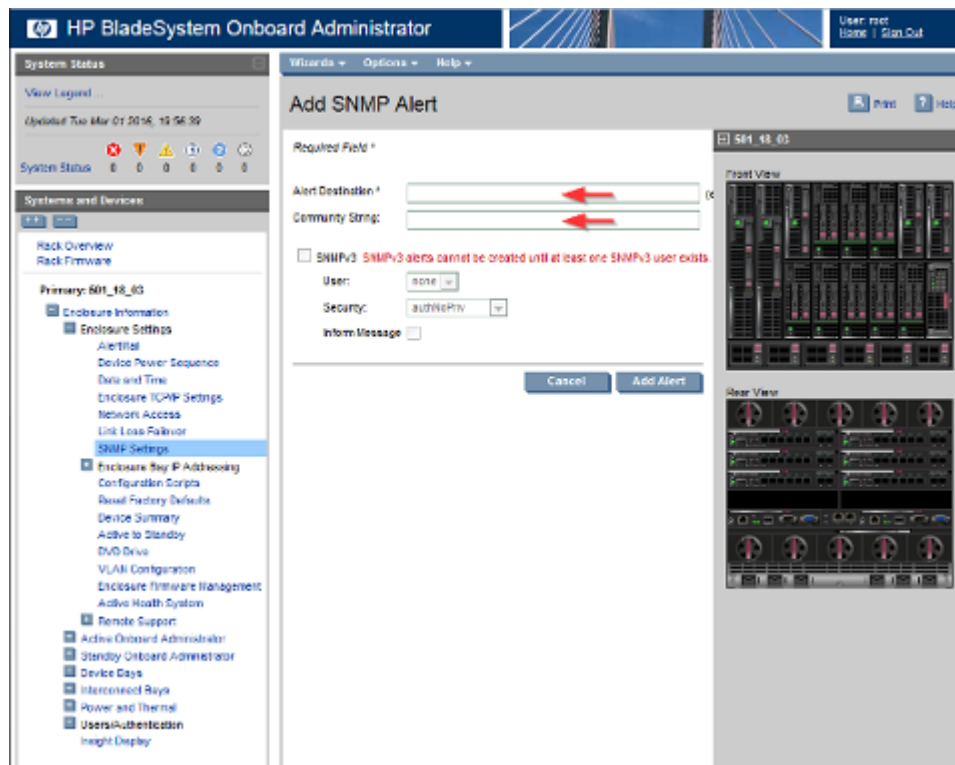 HP BladeSystem Onboard Administrator
User: root
Home | Sign Out
System Status
View Legend ...
Updated Tue Mar 01 2016, 19:56:39
System Status 0 0 0 0 0 0
Systems and Devices
Rack Overview
Rack Firmware
Primary: 501_18_03
Enclosure Information
Enclosure Settings
AlertMail
Device Power Sequence
Date and Time
Enclosure TCP/IP Settings
Network Access
Link Loss Failover
SNMP Settings
Enclosure Bay IP Addressing
Configuration Scripts
Reset Factory Defaults
Device Summary
Active to Standby
DVD Drive
VLAN Configuration
Enclosure Firmware Management
Active Health System
Remote Support
Active Onboard Administrator
Standby Onboard Administrator
Device Bays
Interconnect Bays
Power and Thermal
Users/Authentication
Insight Display
Wizards Options Help
Add SNMP Alert
Print Help
Required Field *
Alert Destination *
Community String:
SNMPv3: SNMPv3 alerts cannot be created until at least one SNMPv3 user exists.
User: none
Security: authNoPriv
Inform Message
Cancel Add Alert
501_18_03
Front View
Rear View